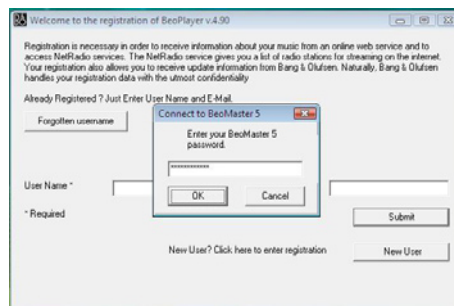 Welcome to the registration of BeoPlayer v.4.90
Registration is necessary in order to receive information about your music from an online web service and to
access NetRadio services. The NetRadio service gives you a list of radio stations for streaming on the internet.
Your registration also allows you to receive update information from Bang & Olufsen. Naturally, Bang & Olufsen
handles your registration data with the utmost confidentiality
Already Registered ? Just Enter User Name and E-Mail.
Forgotten username
Connect to BeoMaster 5
Enter your BeoMaster 5
password.
************
OK Cancel
User Name *
* Required
Submit
New User? Click here to enter registration
New User